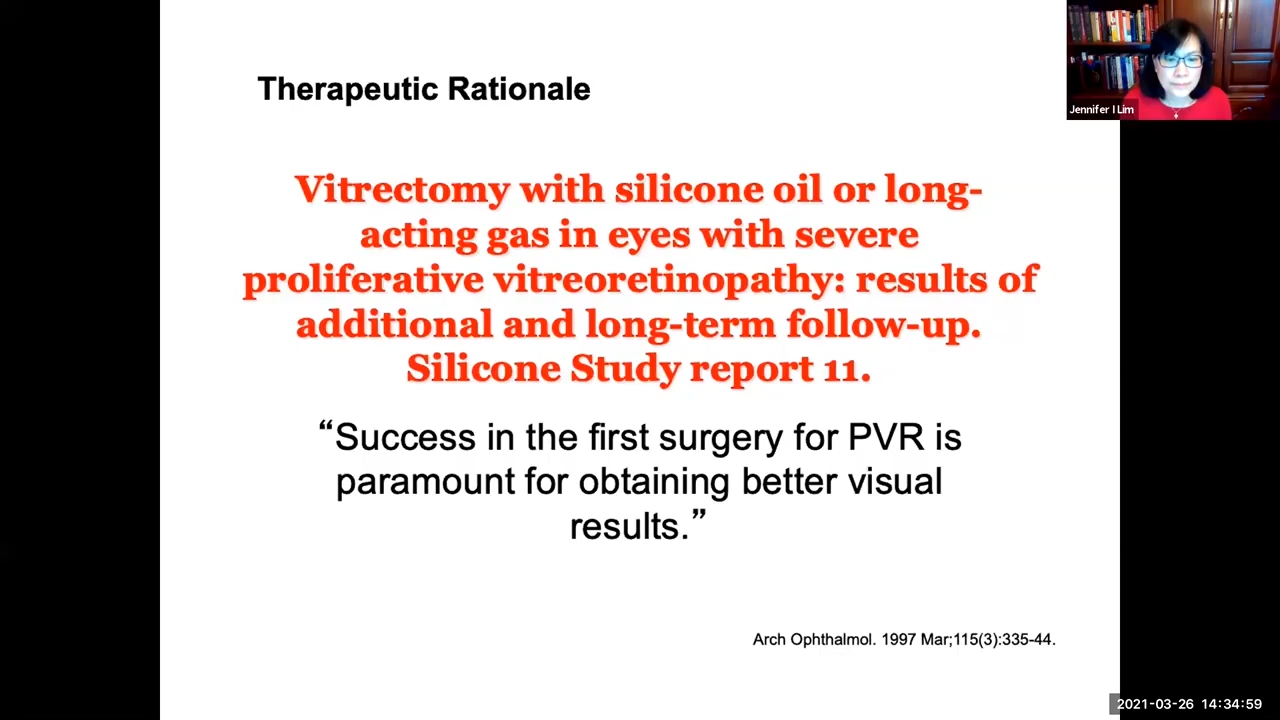 Therapeutic Rationale
Jennifer I Lim
Vitrectomy with silicone oil or long-
acting gas in eyes with severe
proliferative vitreoretinopathy: results of
additional and long-term follow-up.
Silicone Study report 11.
“Success in the first surgery for PVR is
paramount for obtaining better visual
results.”
Arch Ophthalmol. 1997 Mar;115(3):335-44.
2021-03-26 14:34:59